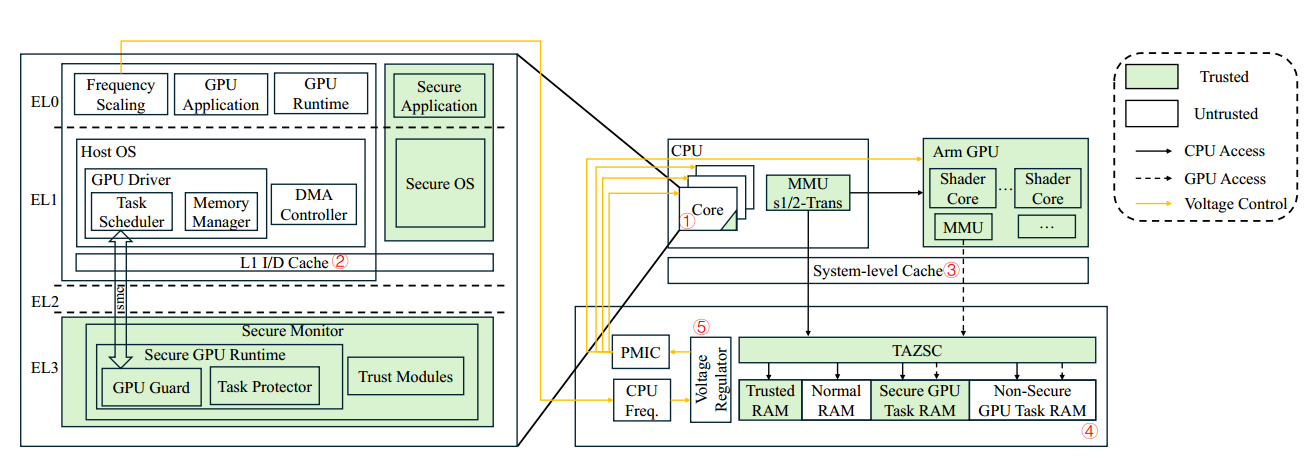 EL0
Frequency
Scaling
GPU
Application
GPU
Runtime
Secure
Application
Host OS
EL1
GPU Driver
Task
Scheduler
Memory
Manager
DMA
Controller
Secure OS
L1 I/D Cache ②
smc
EL2
Secure Monitor
EL3
Secure GPU Runtime
GPU Guard
Task Protector
Trust Modules
CPU
Core
①
MMU
s1/2-Trans
Arm GPU
Shader
Core
...
Shader
Core
MMU
...
System-level Cache ③
PMIC
CPU
Freq.
⑤
Voltage
Regulator
TAZSC
Trusted
RAM
Normal
RAM
Secure GPU
Task RAM
Non-Secure
GPU Task RAM
④
Trusted
Untrusted
CPU Access
GPU Access
Voltage Control